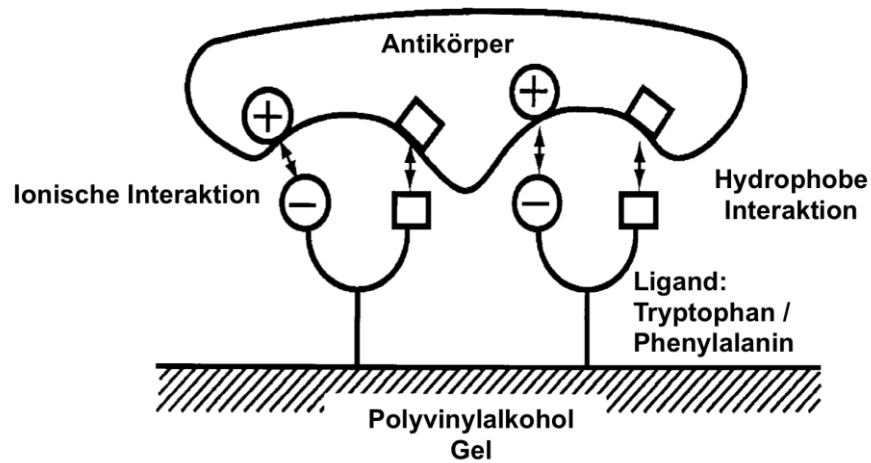 Antikörper
+
+
Ionische Interaktion
−
−
Hydrophobe
Interaktion
Ligand:
Tryptophan /
Phenylalanin
Polyvinylalkohol
Gel